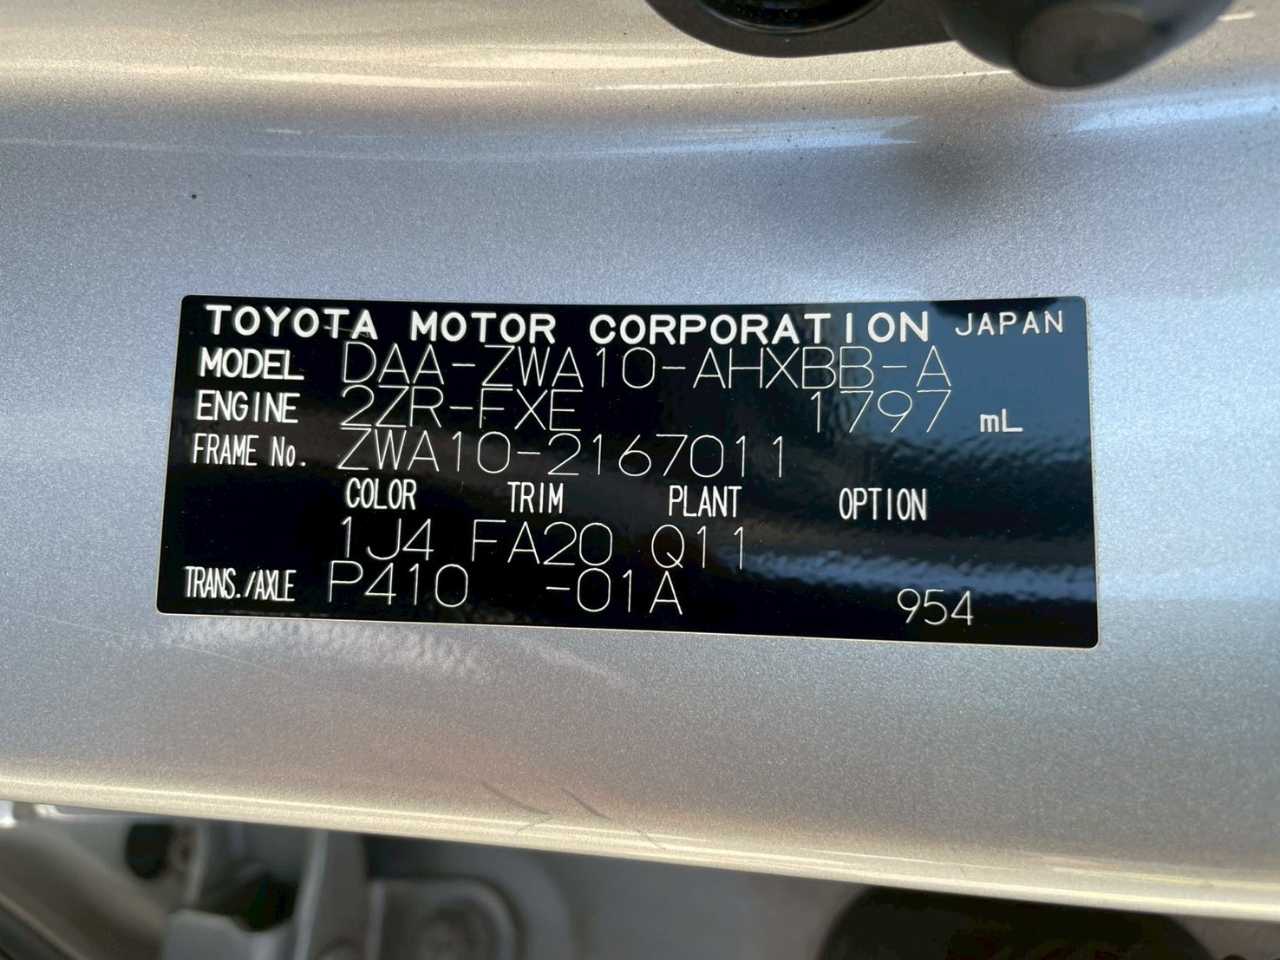 TOYOTA MOTOR CORPORATION JAPAN
MODEL DAA-ZWA10-AHXBB-A
ENGINE 2ZR-FXE 1797 mL
FRAME No. ZWA10-2167011
COLOR TRIM PLANT OPTION
1J4 FA20 Q11
TRANS./AXLE P410 -01A 954